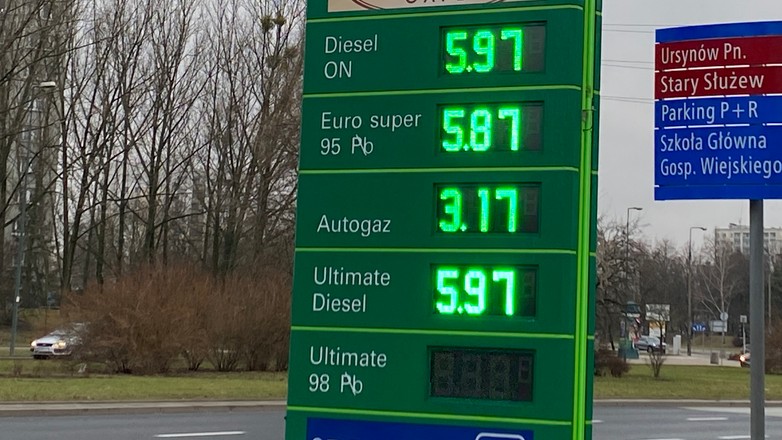 Diesel
ON
5.97
Euro super
95 Pb
5.87
Autogaz
3.17
Ultimate
Diesel
5.97
Ultimate
98 Pb
Ursynów Pn.
Stary Służew
Parking P+R
Szkoła Główna
Gosp. Wiejskiego